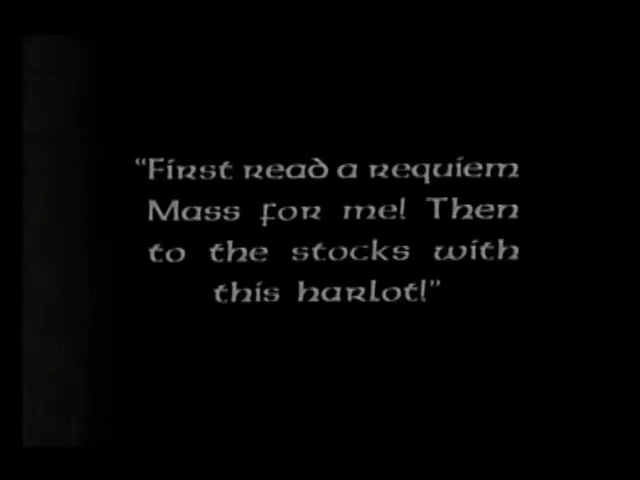 “First read a requiem
Mass for me! Then
to the stocks with
this harlot!”